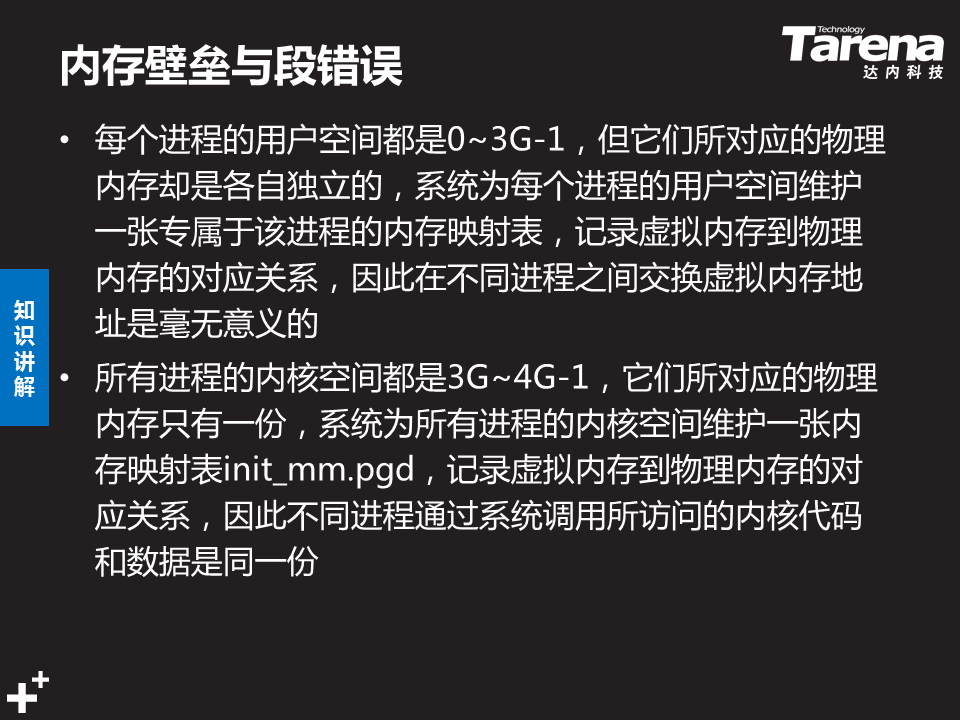 内存壁垒与段错误
Technology
Tarena
达内科技
• 每个进程的用户空间都是0~3G-1，但它们所对应的物理
内存却是各自独立的，系统为每个进程的用户空间维护
一张专属于该进程的内存映射表，记录虚拟内存到物理
内存的对应关系，因此在不同进程之间交换虚拟内存地
址是毫无意义的
• 所有进程的内核空间都是3G~4G-1，它们所对应的物理
内存只有一份，系统为所有进程的内核空间维护一张内
存映射表init_mm.pgd，记录虚拟内存到物理内存的对
应关系，因此不同进程通过系统调用所访问的内核代码
和数据是同一份
知识讲解